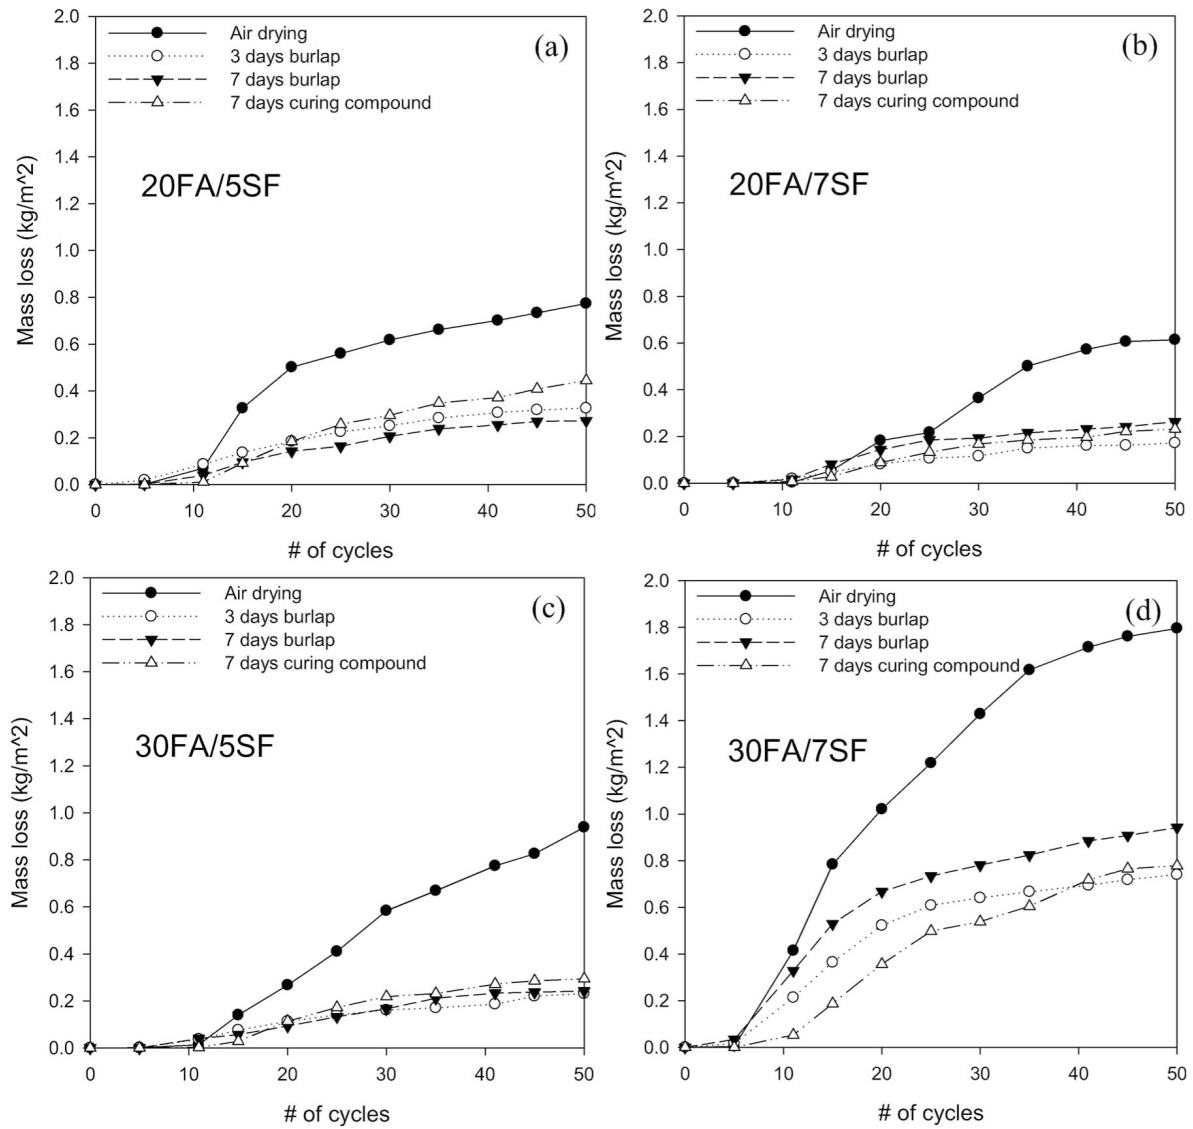 2.0
1.8
1.6
1.4
1.2
1.0
0.8
0.6
0.4
0.2
0.0
Mass loss (kg/m^2)
Air drying
3 days burlap
7 days burlap
7 days curing compound
(a)
20FA/5SF
0 10 20 30 40 50
# of cycles
2.0
1.8
1.6
1.4
1.2
1.0
0.8
0.6
0.4
0.2
0.0
Mass loss (kg/m^2)
Air drying
3 days burlap
7 days burlap
7 days curing compound
(b)
20FA/7SF
0 10 20 30 40 50
# of cycles
2.0
1.8
1.6
1.4
1.2
1.0
0.8
0.6
0.4
0.2
0.0
Mass loss (kg/m^2)
Air drying
3 days burlap
7 days burlap
7 days curing compound
(c)
30FA/5SF
0 10 20 30 40 50
# of cycles
2.0
1.8
1.6
1.4
1.2
1.0
0.8
0.6
0.4
0.2
0.0
Mass loss (kg/m^2)
Air drying
3 days burlap
7 days burlap
7 days curing compound
(d)
30FA/7SF
0 10 20 30 40 50
# of cycles